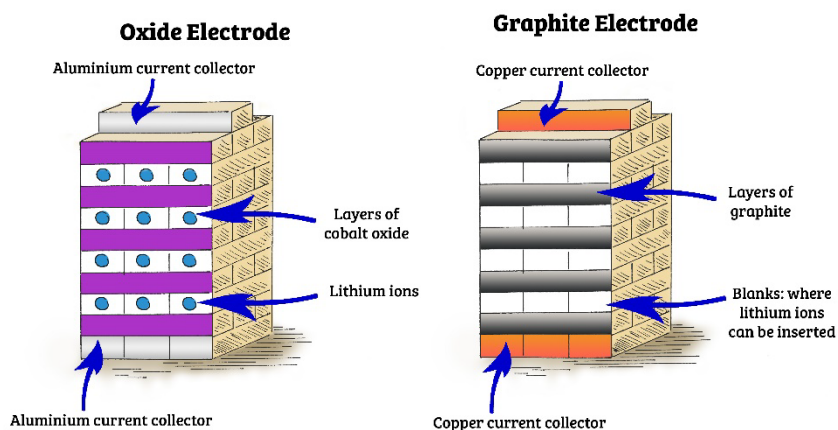 Oxide Electrode
Aluminium current collector
Layers of
cobalt oxide
Lithium ions
Aluminium current collector
Graphite Electrode
Copper current collector
Layers of
graphite
Blanks: where
lithium ions
can be inserted
Copper current collector